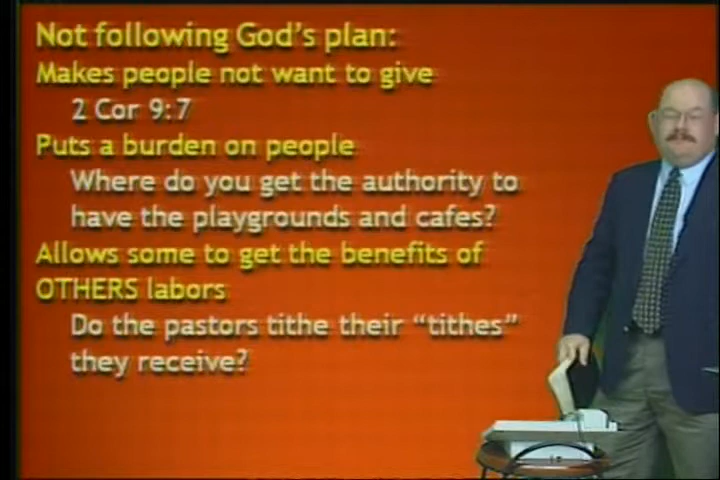 Not following God's plan:
Makes people not want to give
2 Cor 9:7
Puts a burden on people
Where do you get the authority to
have the playgrounds and cafes?
Allows some to get the benefits of
OTHERS labors
Do the pastors tithe their “tithes”
they receive?